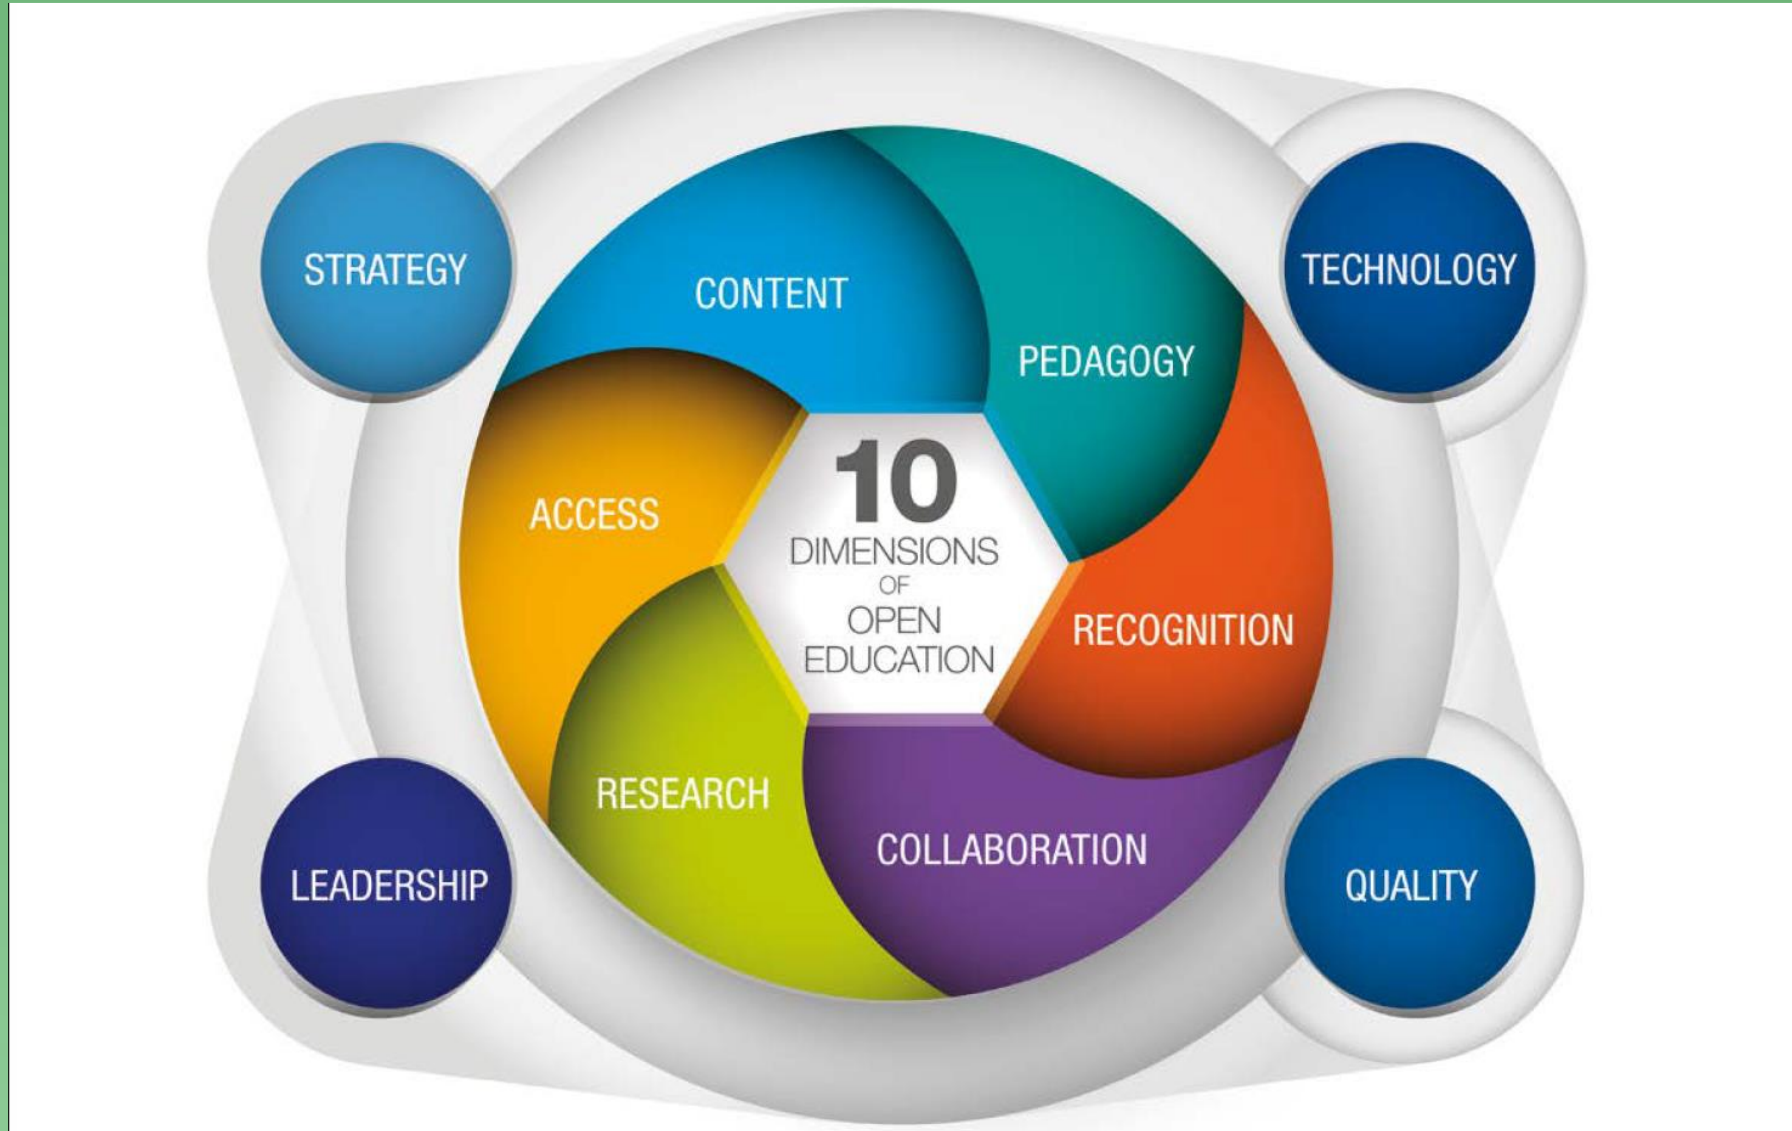 STRATEGY
TECHNOLOGY
CONTENT
PEDAGOGY
ACCESS
10
DIMENSIONS
OF
OPEN
EDUCATION
RECOGNITION
RESEARCH
COLLABORATION
LEADERSHIP
QUALITY